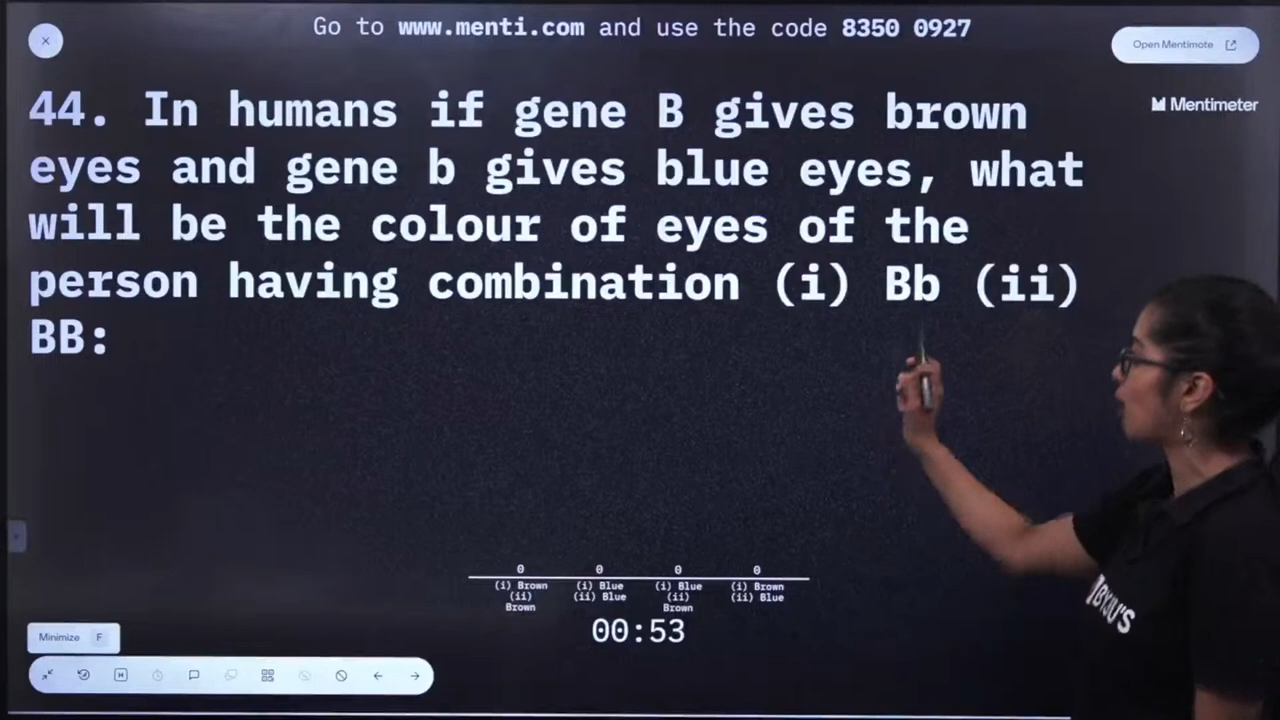 Go to www.menti.com and use the code 8350 0927
Open Mentimote
Mentimeter
44. In humans if gene B gives brown
eyes and gene b gives blue eyes, what
will be the colour of eyes of the
person having combination (i) Bb (ii)
BB:
0 0 0 0
(i) Brown (i) Blue (i) Blue (i) Brown
(ii) (ii) Blue (ii) (ii) Blue
Brown Brown
00:53
Minimize F
BYJU'S